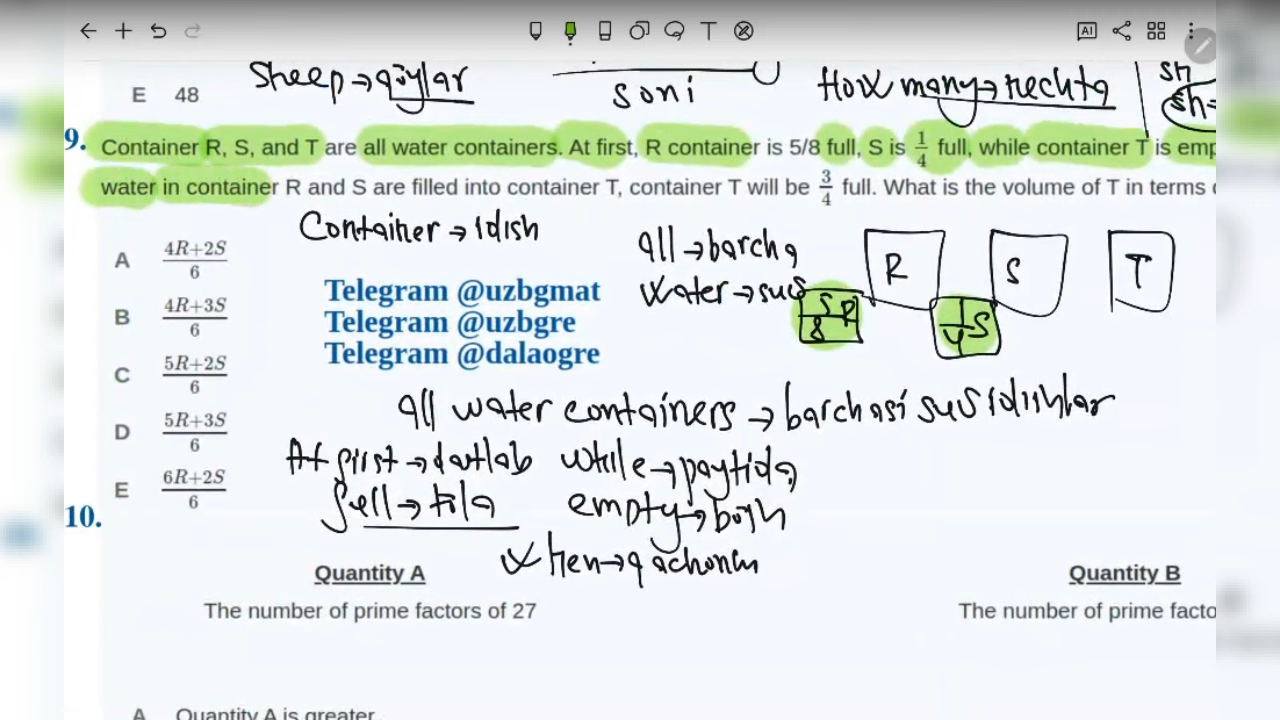 AI
Sheep→qo'ylar
soni
How many→nechta
sh
sh=
E 48
9. Container R, S, and T are all water containers. At first, R container is 5/8 full, S is 1/4 full, while container T is emp
water in container R and S are filled into container T, container T will be 3/4 full. What is the volume of T in terms
Container→idish
A 4R+2S/6
B 4R+3S/6
C 5R+2S/6
D 5R+3S/6
E 6R+2S/6
all→barcha
Water→suv
R
S
T
5/8 R
1/4 S
Telegram @uzbgmat
Telegram @uzbgre
Telegram @dalaogre
all water containers→barchasi suv idishlar
At first→dastlab
while→paytida
full→to'la
empty→bo'sh
When→qachonki
10.
Quantity A
Quantity B
The number of prime factors of 27
The number of prime facto
A Quantity A is greater.